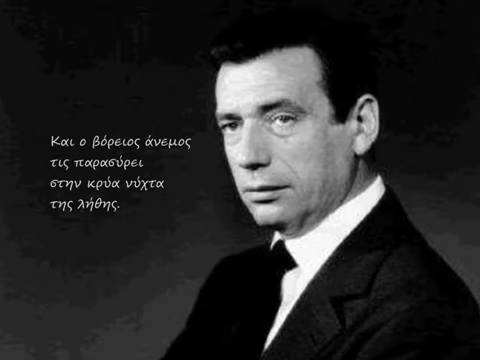 Και ο βόρειος άνεμος
τις παρασύρει
στην κρύα νύχτα
της λήθης.